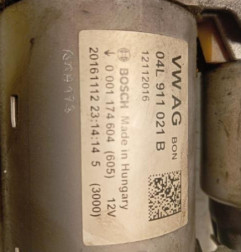 VW AG BON
04L 911 021 B
12112016
BOSCH Made in Hungary
0 001 174 604 (605) 12V
20161112 23:14:14 5 (3000)